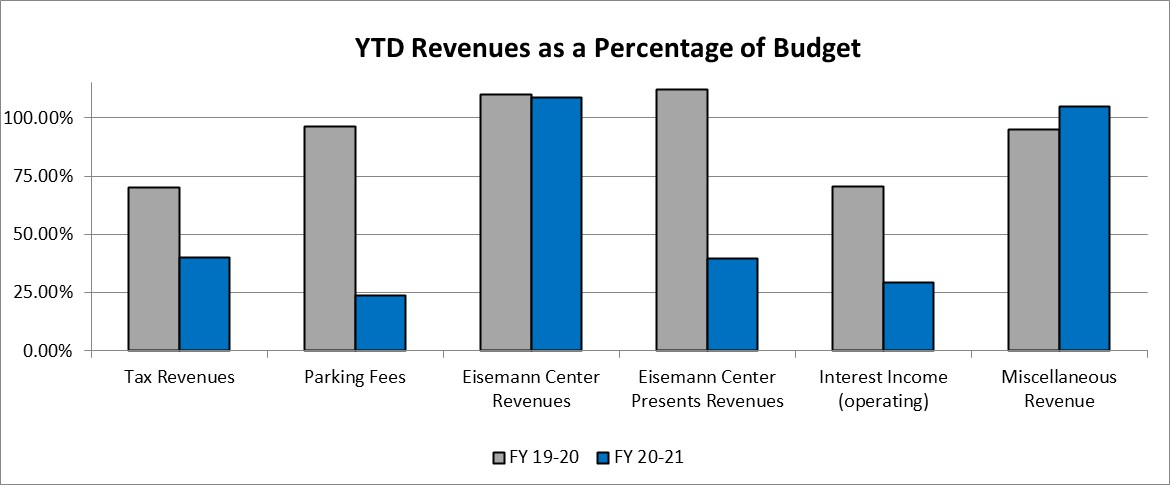 YTD Revenues as a Percentage of Budget
100.00%
75.00%
50.00%
25.00%
0.00%
Tax Revenues
Parking Fees
Eisemann Center
Revenues
Eisemann Center
Presents Revenues
Interest Income
(operating)
Miscellaneous
Revenue
FY 19-20
FY 20-21